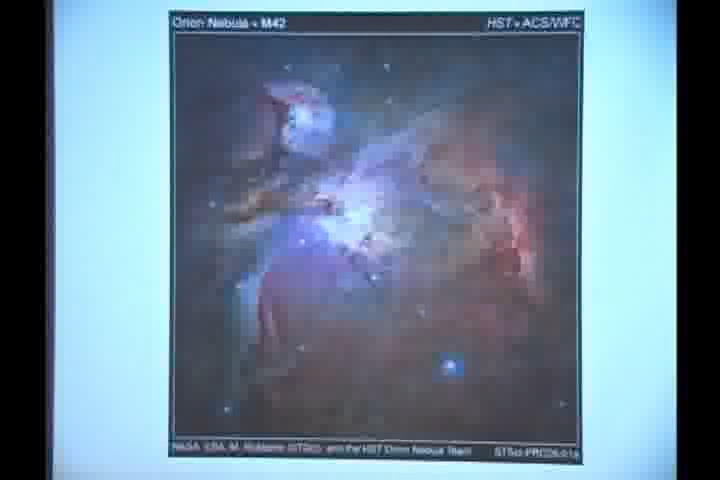 Orion Nebula • M42
HST • ACS/WFC
NASA, ESA, M. Robberto (STScI), and the HST Orion Nebula Team
STScI-PRC06-01a